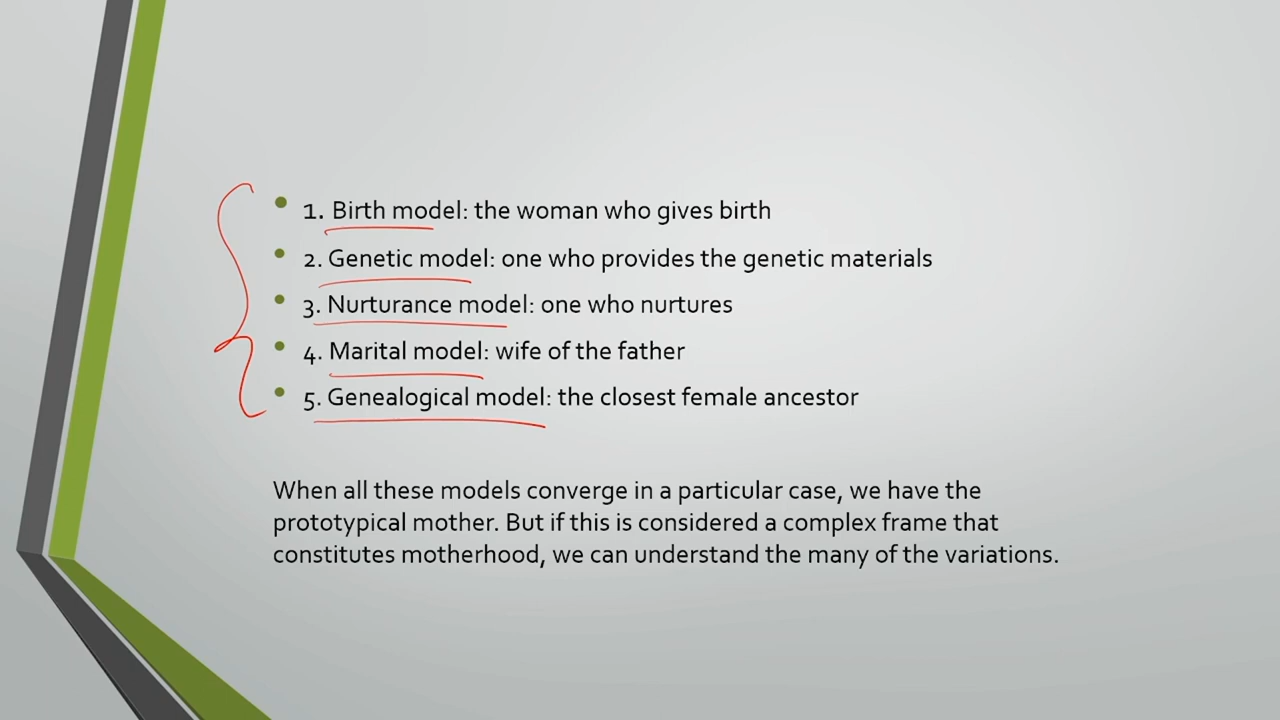 1. Birth model: the woman who gives birth
2. Genetic model: one who provides the genetic materials
3. Nurturance model: one who nurtures
4. Marital model: wife of the father
5. Genealogical model: the closest female ancestor
When all these models converge in a particular case, we have the
prototypical mother. But if this is considered a complex frame that
constitutes motherhood, we can understand the many of the variations.